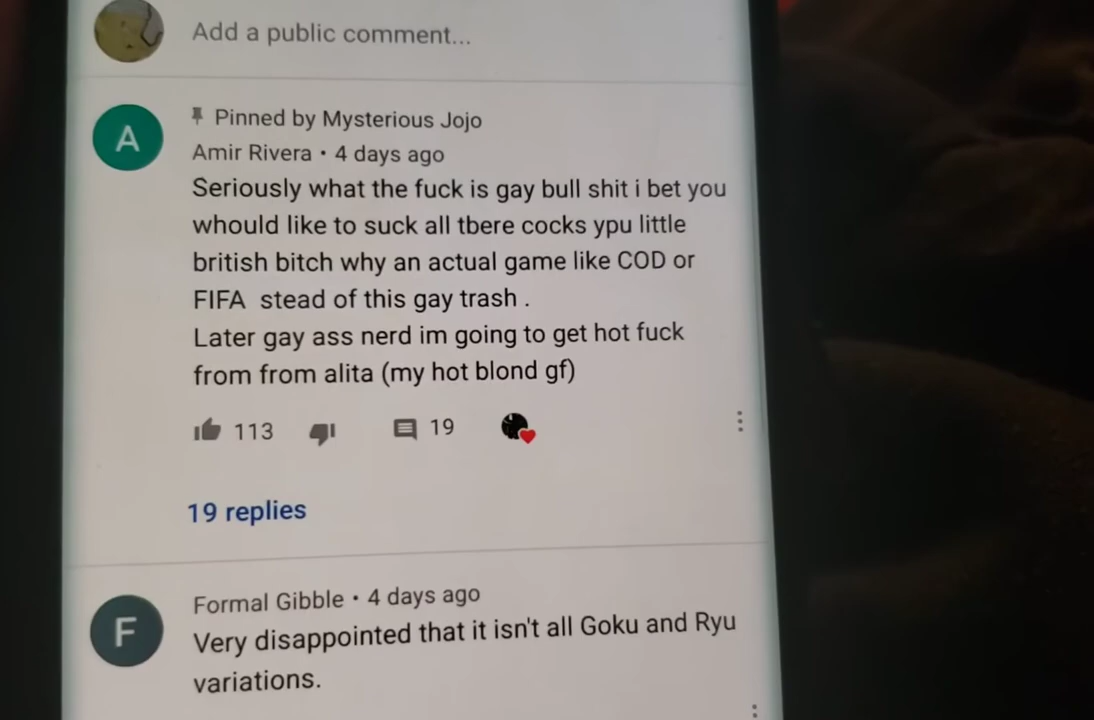 Add a public comment...
Pinned by Mysterious Jojo
A
Amir Rivera • 4 days ago
Seriously what the fuck is gay bull shit i bet you
whould like to suck all tbere cocks ypu little
british bitch why an actual game like COD or
FIFA  stead of this gay trash .
Later gay ass nerd im going to get hot fuck
from from alita (my hot blond gf)
113
19
19 replies
F
Formal Gibble • 4 days ago
Very disappointed that it isn't all Goku and Ryu
variations.